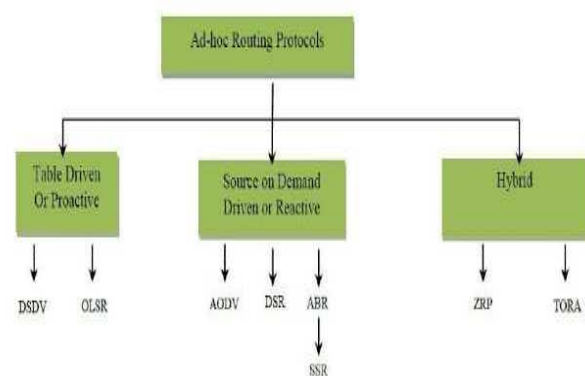 Ad-hoc Routing Protocols
Table Driven
Or Proactive
Source on Demand
Driven or Reactive
Hybrid
DSDV
OLSR
AODV
DSR
ABR
ZRP
TORA
SSR